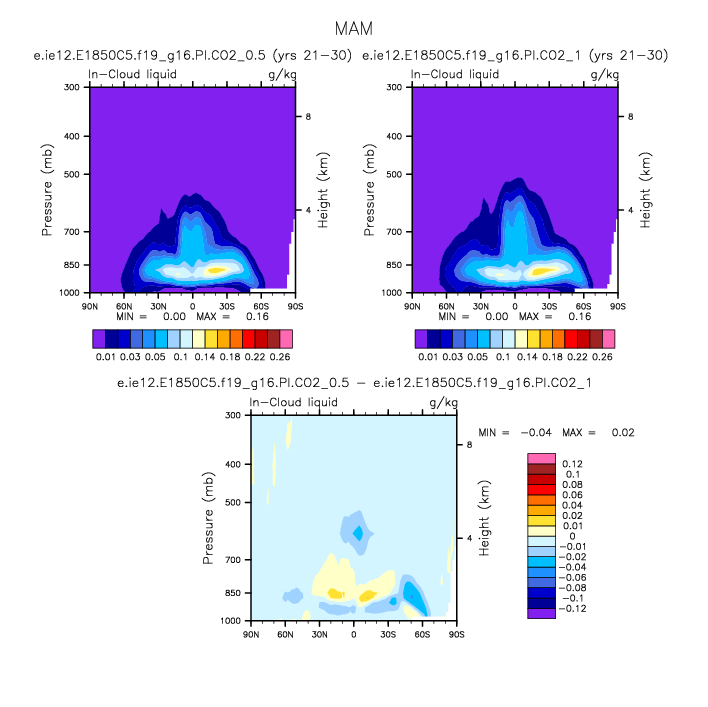 MAM
e.ie12.E1850C5.f19_g16.PI.CO2_0.5 (yrs 21-30)
In-Cloud liquid g/kg
300
400
500
700
850
1000
Pressure (mb)
8
4
Height (km)
90N 60N 30N 0 30S 60S 90S
MIN = 0.00 MAX = 0.16
0.01 0.03 0.05 0.1 0.14 0.18 0.22 0.26
e.ie12.E1850C5.f19_g16.PI.CO2_1 (yrs 21-30)
In-Cloud liquid g/kg
300
400
500
700
850
1000
Pressure (mb)
8
4
Height (km)
90N 60N 30N 0 30S 60S 90S
MIN = 0.00 MAX = 0.16
0.01 0.03 0.05 0.1 0.14 0.18 0.22 0.26
e.ie12.E1850C5.f19_g16.PI.CO2_0.5 - e.ie12.E1850C5.f19_g16.PI.CO2_1
In-Cloud liquid g/kg
300
400
500
700
850
1000
Pressure (mb)
8
4
Height (km)
90N 60N 30N 0 30S 60S 90S
MIN = -0.04 MAX = 0.02
0.12
0.1
0.08
0.06
0.04
0.02
0.01
0
-0.01
-0.02
-0.04
-0.06
-0.08
-0.1
-0.12